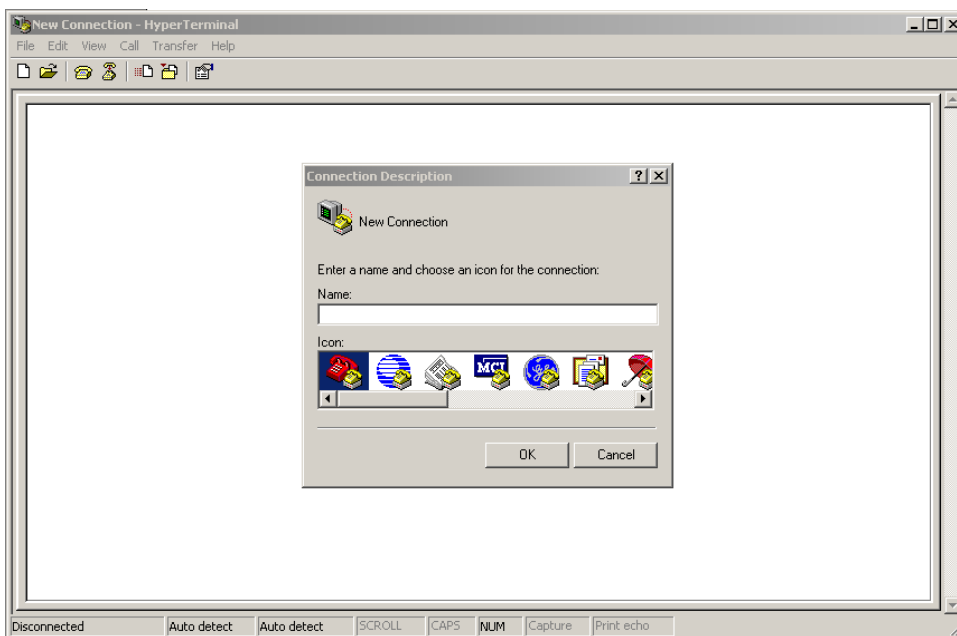 New Connection - HyperTerminal
File Edit View Call Transfer Help
Connection Description
New Connection
Enter a name and choose an icon for the connection:
Name:
Icon:
MCI
OK Cancel
Disconnected Auto detect Auto detect SCROLL CAPS NUM Capture Print echo